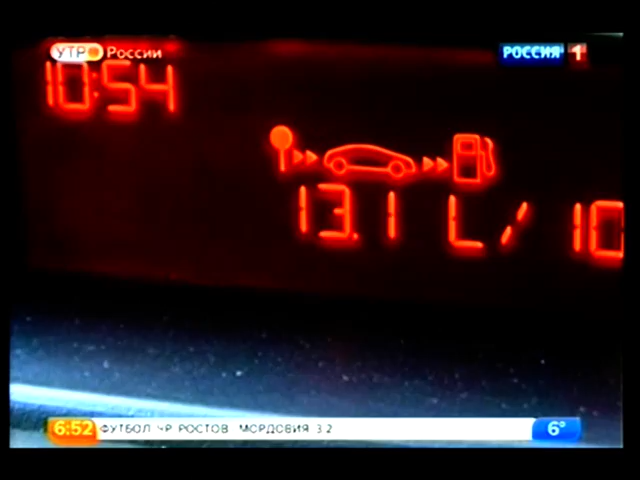 УТРО России
РОССИЯ 1
10:54
13.1 L/10
6:52 ФУТБОЛ ЧР РОСТОВ МОРДОВИЯ 3:2 6°